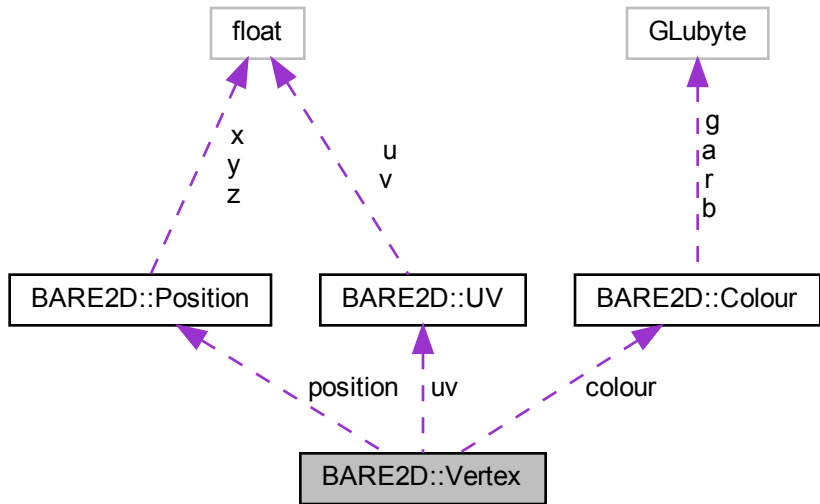 float
GLubyte
x
y
z
u
v
g
a
r
b
BARE2D::Position
BARE2D::UV
BARE2D::Colour
position
uv
colour
BARE2D::Vertex